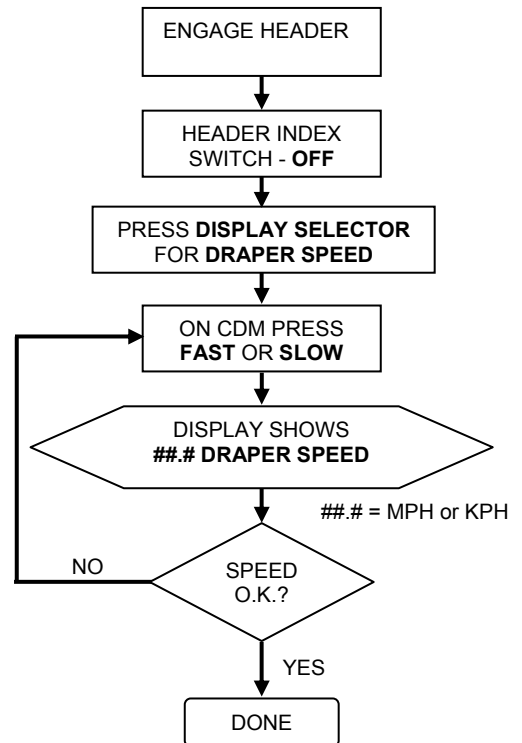 ENGAGE HEADER
HEADER INDEX
SWITCH - OFF
PRESS DISPLAY SELECTOR
FOR DRAPER SPEED
ON CDM PRESS
FAST OR SLOW
DISPLAY SHOWS
##.# DRAPER SPEED
##.# = MPH or KPH
NO
SPEED
O.K.?
YES
DONE